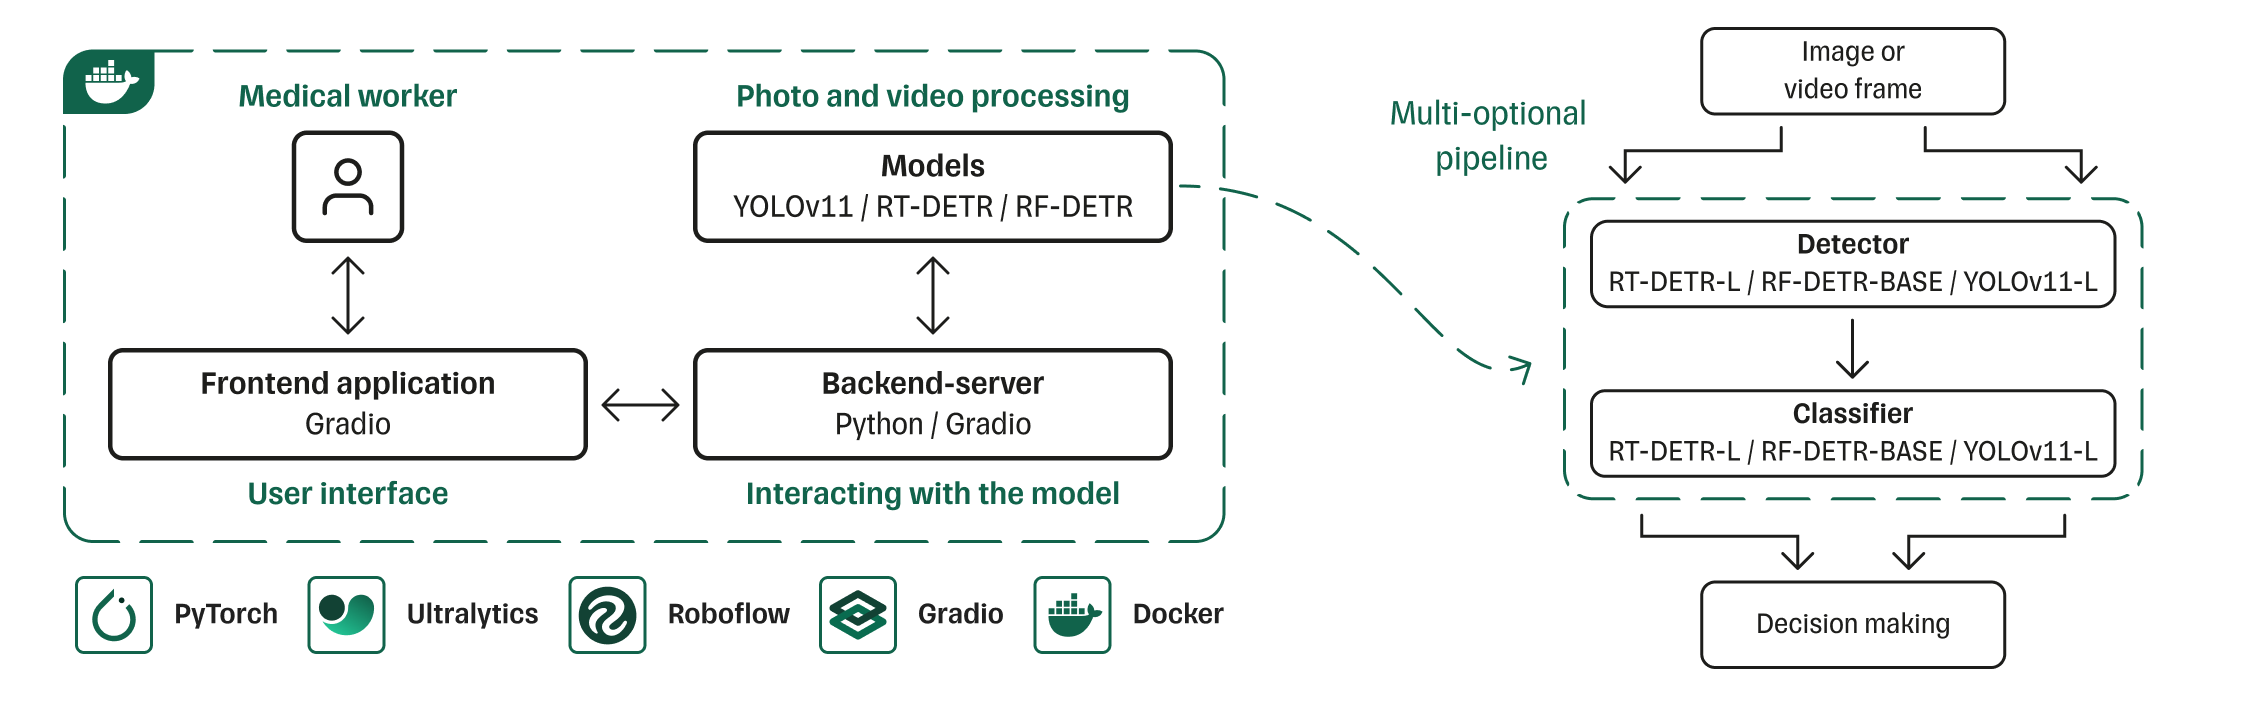 Medical worker
Photo and video processing
Models
YOLOv11 / RT-DETR / RF-DETR
Frontend application
Gradio
Backend-server
Python / Gradio
User interface
Interacting with the model
PyTorch
Ultralytics
Roboflow
Gradio
Docker
Multi-optional
pipeline
Image or
video frame
Detector
RT-DETR-L / RF-DETR-BASE / YOLOv11-L
Classifier
RT-DETR-L / RF-DETR-BASE / YOLOv11-L
Decision making